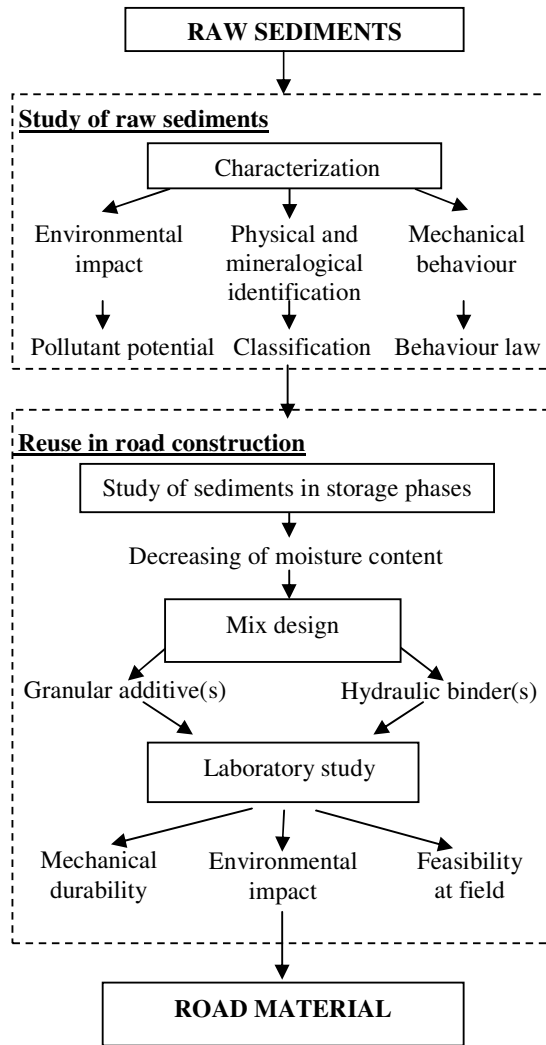 RAW SEDIMENTS
Study of raw sediments
Characterization
Environmental
impact
Physical and
mineralogical
identification
Mechanical
behaviour
Pollutant potential
Classification
Behaviour law
Reuse in road construction
Study of sediments in storage phases
Decreasing of moisture content
Mix design
Granular additive(s)
Hydraulic binder(s)
Laboratory study
Mechanical
durability
Environmental
impact
Feasibility
at field
ROAD MATERIAL